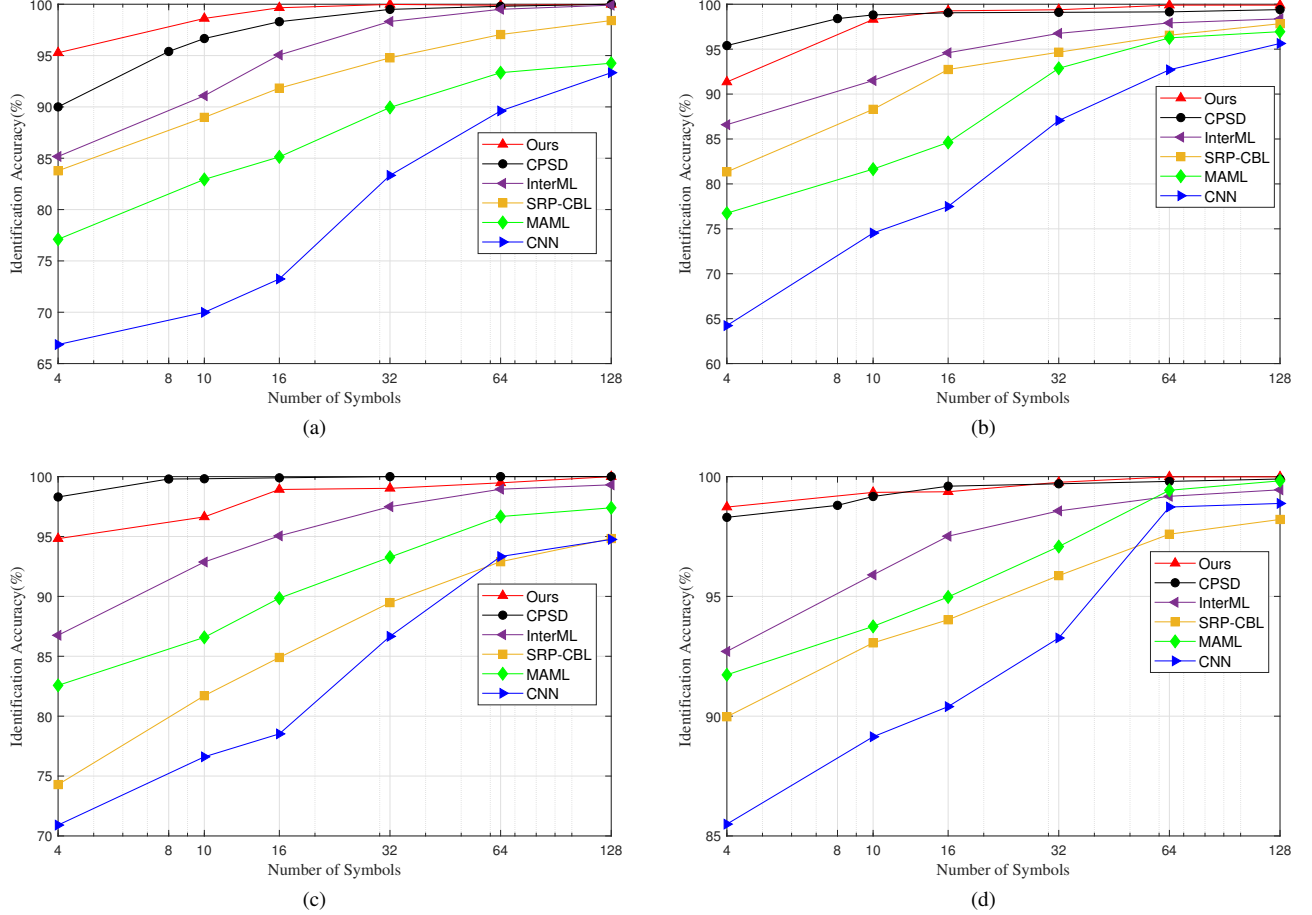 100
95
90
85
80
75
70
65
Identification Accuracy(%)
Ours
CPSD
InterML
SRP-CBL
MAML
CNN
4 8 10 16 32 64 128
Number of Symbols
(a)
100
95
90
85
80
75
70
65
60
Identification Accuracy(%)
Ours
CPSD
InterML
SRP-CBL
MAML
CNN
4 8 10 16 32 64 128
Number of Symbols
(b)
100
95
90
85
80
75
70
Identification Accuracy(%)
Ours
CPSD
InterML
SRP-CBL
MAML
CNN
4 8 10 16 32 64 128
Number of Symbols
(c)
100
95
90
85
Identification Accuracy(%)
Ours
CPSD
InterML
SRP-CBL
MAML
CNN
4 8 10 16 32 64 128
Number of Symbols
(d)